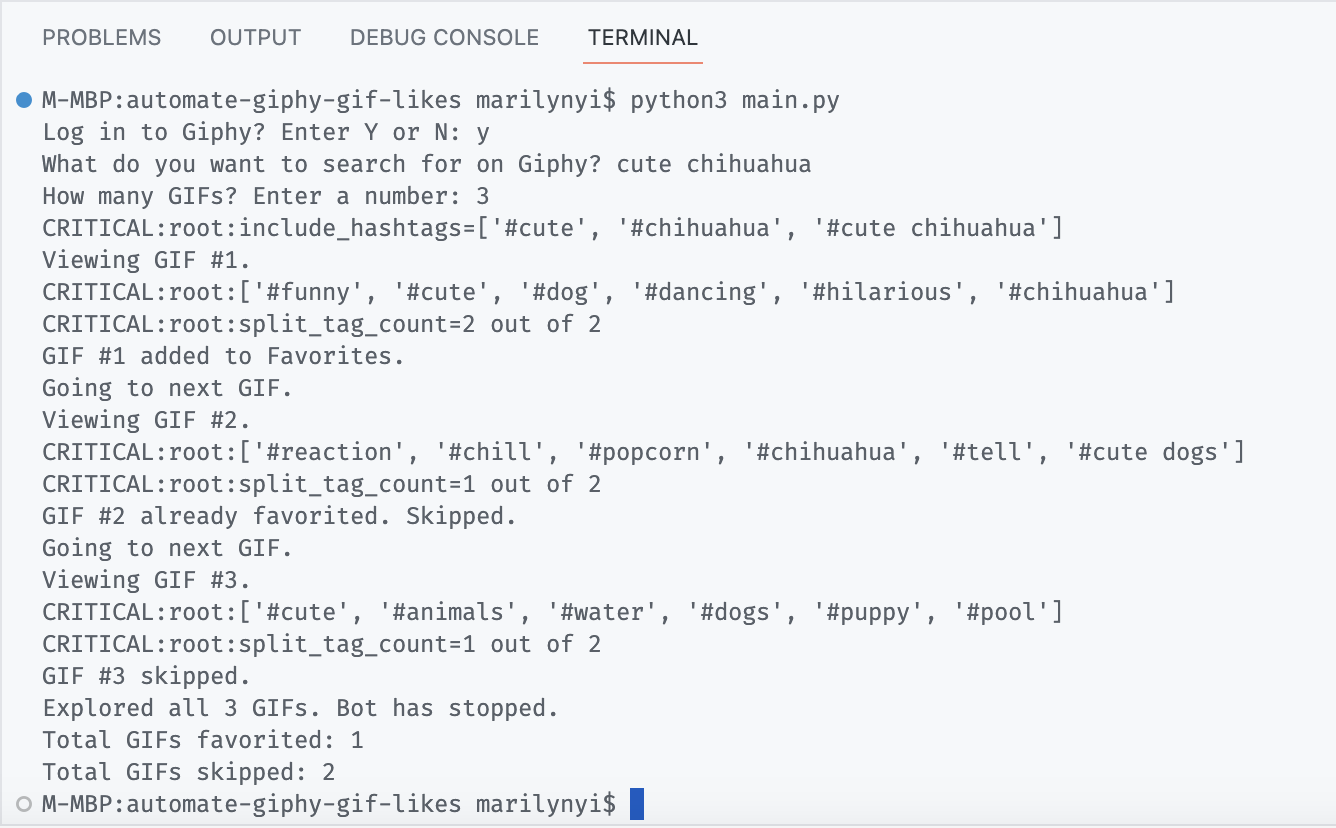 PROBLEMS OUTPUT DEBUG CONSOLE TERMINAL
M-MBP:automate-giphy-gif-likes marilynyi$ python3 main.py
Log in to Giphy? Enter Y or N: y
What do you want to search for on Giphy? cute chihuahua
How many GIFs? Enter a number: 3
CRITICAL:root:include_hashtags=['#cute', '#chihuahua', '#cute chihuahua']
Viewing GIF #1.
CRITICAL:root:['#funny', '#cute', '#dog', '#dancing', '#hilarious', '#chihuahua']
CRITICAL:root:split_tag_count=2 out of 2
GIF #1 added to Favorites.
Going to next GIF.
Viewing GIF #2.
CRITICAL:root:['#reaction', '#chill', '#popcorn', '#chihuahua', '#tell', '#cute dogs']
CRITICAL:root:split_tag_count=1 out of 2
GIF #2 already favorited. Skipped.
Going to next GIF.
Viewing GIF #3.
CRITICAL:root:['#cute', '#animals', '#water', '#dogs', '#puppy', '#pool']
CRITICAL:root:split_tag_count=1 out of 2
GIF #3 skipped.
Explored all 3 GIFs. Bot has stopped.
Total GIFs favorited: 1
Total GIFs skipped: 2
M-MBP:automate-giphy-gif-likes marilynyi$